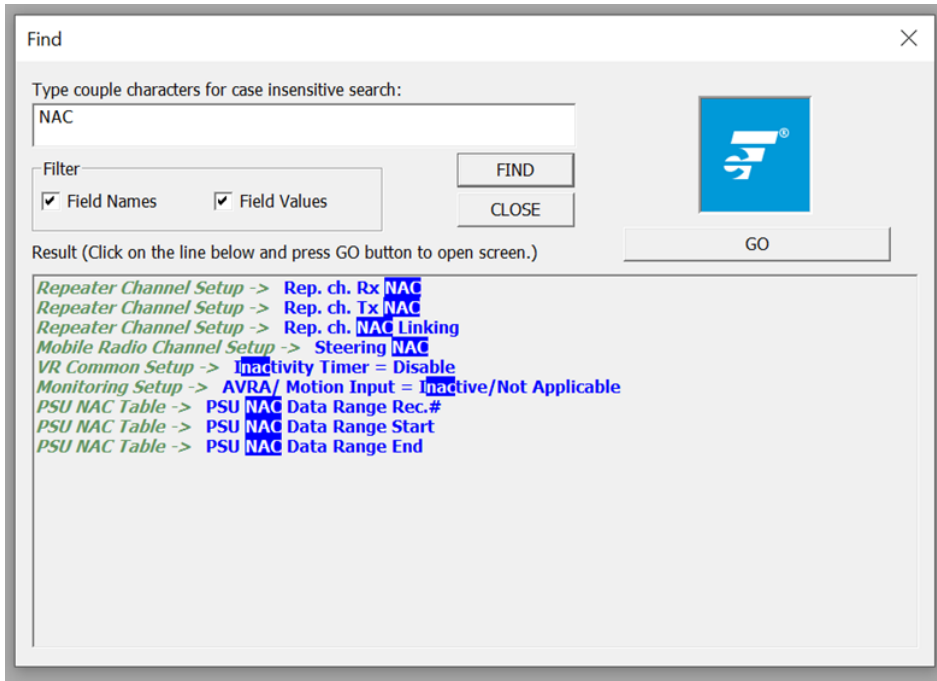 Find
Type couple characters for case insensitive search:
NAC
Filter
Field Names
Field Values
FIND
CLOSE
®
Result (Click on the line below and press GO button to open screen.)
GO
Repeater Channel Setup -> Rep. ch. Rx NAC
Repeater Channel Setup -> Rep. ch. Tx NAC
Repeater Channel Setup -> Rep. ch. NAC Linking
Mobile Radio Channel Setup -> Steering NAC
VR Common Setup -> Inactivity Timer = Disable
Monitoring Setup -> AVRA/ Motion Input = Inactive/Not Applicable
PSU NAC Table -> PSU NAC Data Range Rec.#
PSU NAC Table -> PSU NAC Data Range Start
PSU NAC Table -> PSU NAC Data Range End